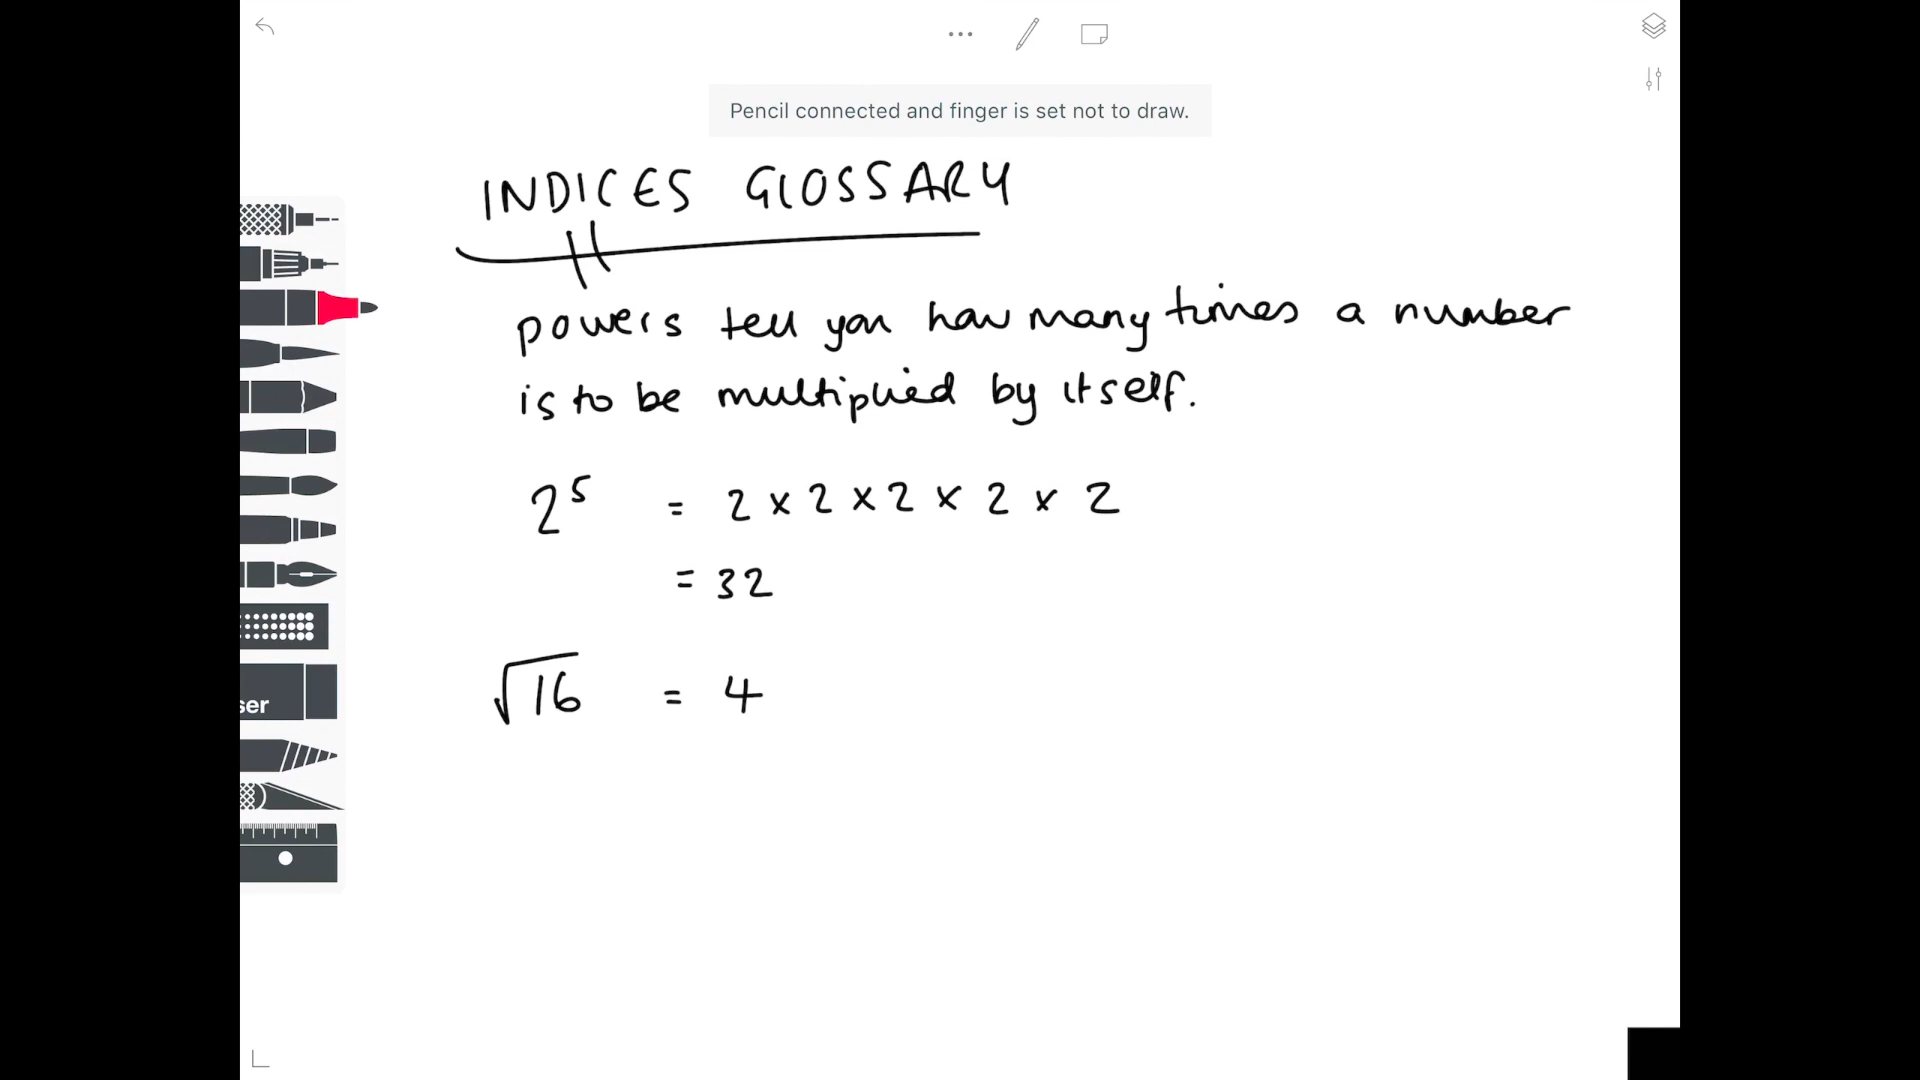 Pencil connected and finger is set not to draw.
INDICES GLOSSARY
powers tell you how many times a number
is to be multiplied by itself.
2⁵ = 2 x 2 x 2 x 2 x 2
= 32
√16 = 4
ser